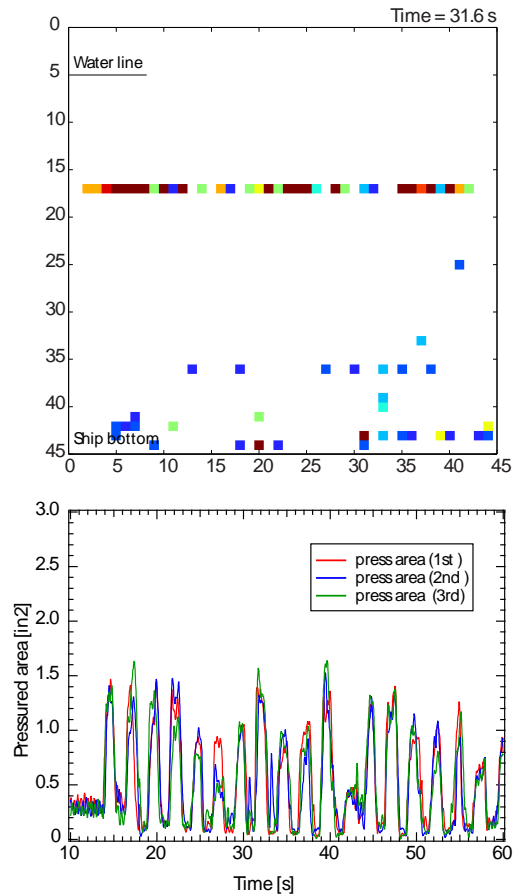 Time = 31.6 s
0
5
10
15
20
25
30
35
40
45
Water line
Ship bottom
0 5 10 15 20 25 30 35 40 45
3.0
2.5
2.0
1.5
1.0
0.5
0
Pressured area [in2]
press area (1st )
press area (2nd )
press area (3rd)
10 20 30 40 50 60
Time [s]